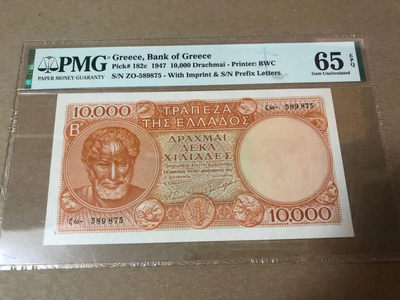 PMG
PAPER MONEY GUARANTY
Greece, Bank of Greece
Pick# 182c 1947 10,000 Drachmai - Printer: BWC
S/N ZO-589875 - With Imprint & S/N Prefix Letters
65 EPQ
Gem Uncirculated
10.000
ΤΡΑΠΕΖΑ
ΤΗΣ ΕΛΛΑΔΟΣ
ζω- 589875
Β
ΔΡΑΧΜΑΙ
ΔΕΚΑ
ΧΙΛΙΑΔΕΣ
ζω- 589875
10.000